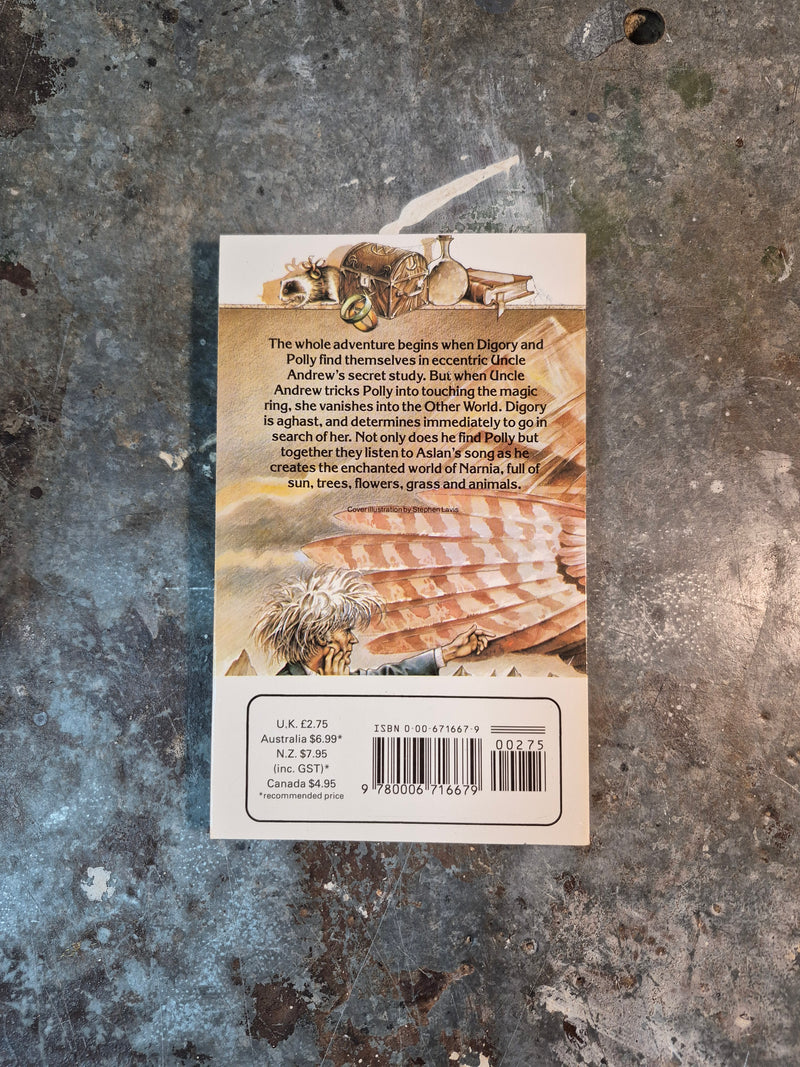 The whole adventure begins when Digory and
Polly find themselves in eccentric Uncle
Andrew's secret study. But when Uncle
Andrew tricks Polly into touching the magic
ring, she vanishes into the Other World. Digory
is aghast, and determines immediately to go in
search of her. Not only does he find Polly but
together they listen to Aslan's song as he
creates the enchanted world of Narnia, full of
sun, trees, flowers, grass and animals.
Cover illustration by Stephen Lavis
U.K. £2.75
Australia $6.99*
N.Z. $7.95
(inc. GST)*
Canada $4.95
*recommended price
ISBN 0-00-671667-9
00275
9 780006 716679